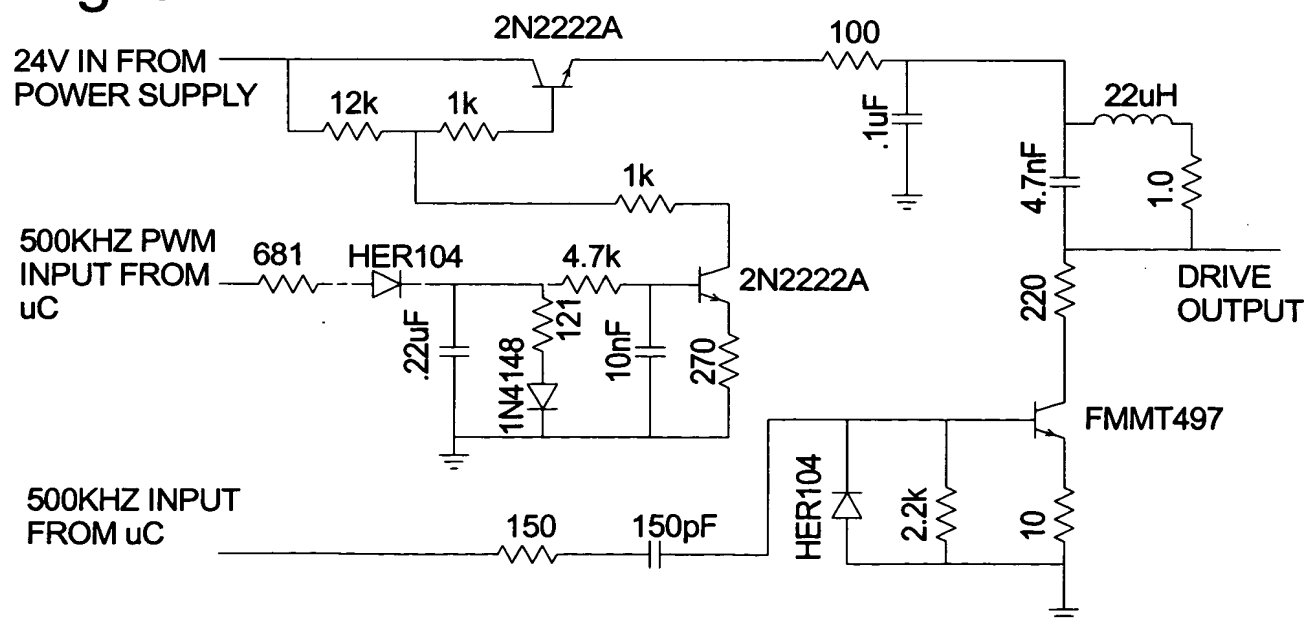 2N2222A
100
24V IN FROM
POWER SUPPLY
12k
1k
.1uF
22uH
4.7nF
1.0
1k
500KHZ PWM
INPUT FROM
uC
681
HER104
4.7k
2N2222A
DRIVE
OUTPUT
.22uF
121
1N4148
10nF
270
220
FMMT497
500KHZ INPUT
FROM uC
150
150pF
HER104
2.2k
10